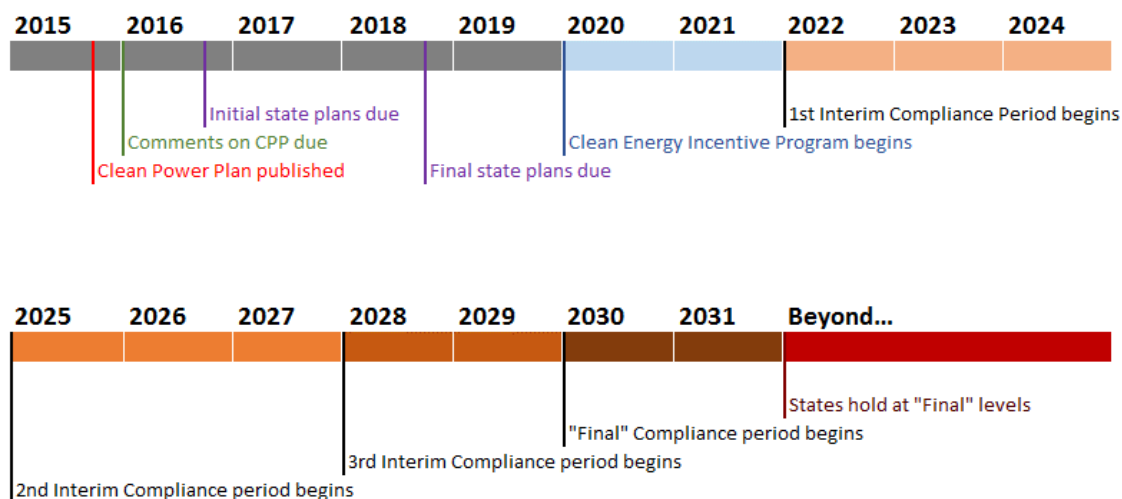 2015 2016 2017 2018 2019 2020 2021 2022 2023 2024
Initial state plans due
1st Interim Compliance Period begins
Comments on CPP due
Clean Energy Incentive Program begins
Clean Power Plan published
Final state plans due
2025 2026 2027 2028 2029 2030 2031 Beyond...
States hold at "Final" levels
"Final" Compliance period begins
3rd Interim Compliance period begins
2nd Interim Compliance period begins